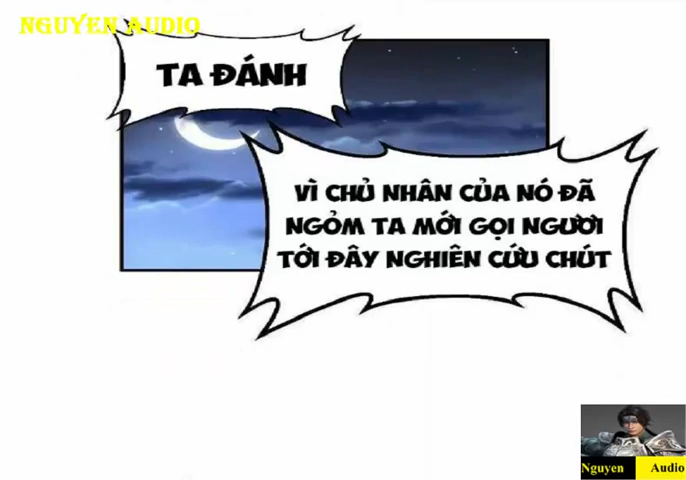 NGUYEN AUDIO
TA ĐÁNH
VÌ CHỦ NHÂN CỦA NÓ ĐÃ
NGỎM TA MỚI GỌI NGƯƠI
TỚI ĐÂY NGHIÊN CỨU CHÚT
Nguyen Audio